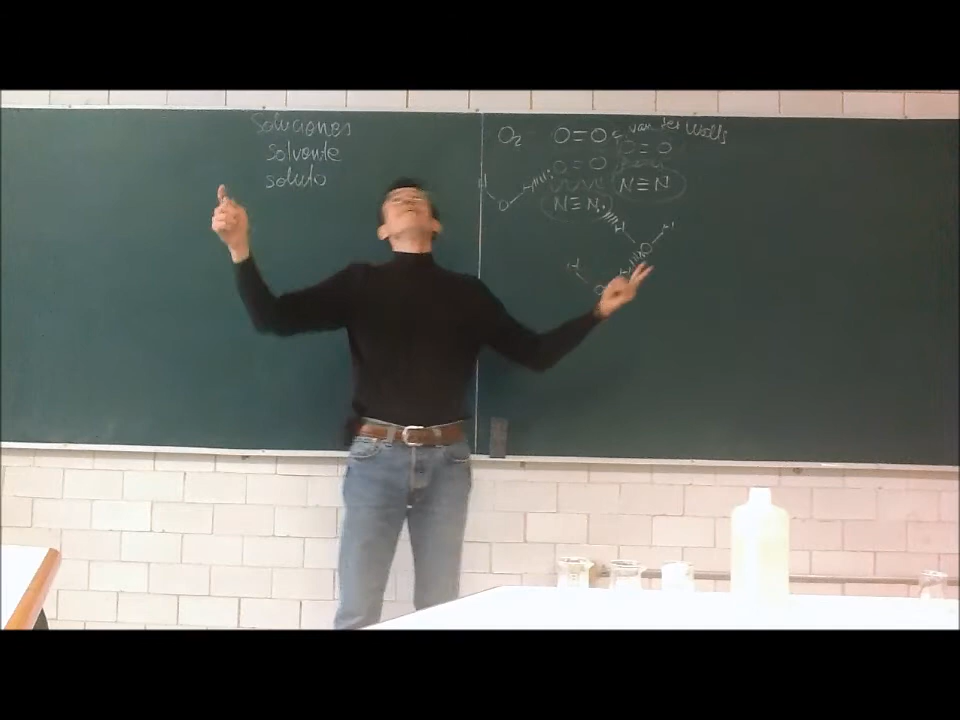 Soluciones
Solvente
soluto
O₂ O=O van der Walls
O=O O=O
N≡N
N≡N
H
O
H
H
O
H
H
O